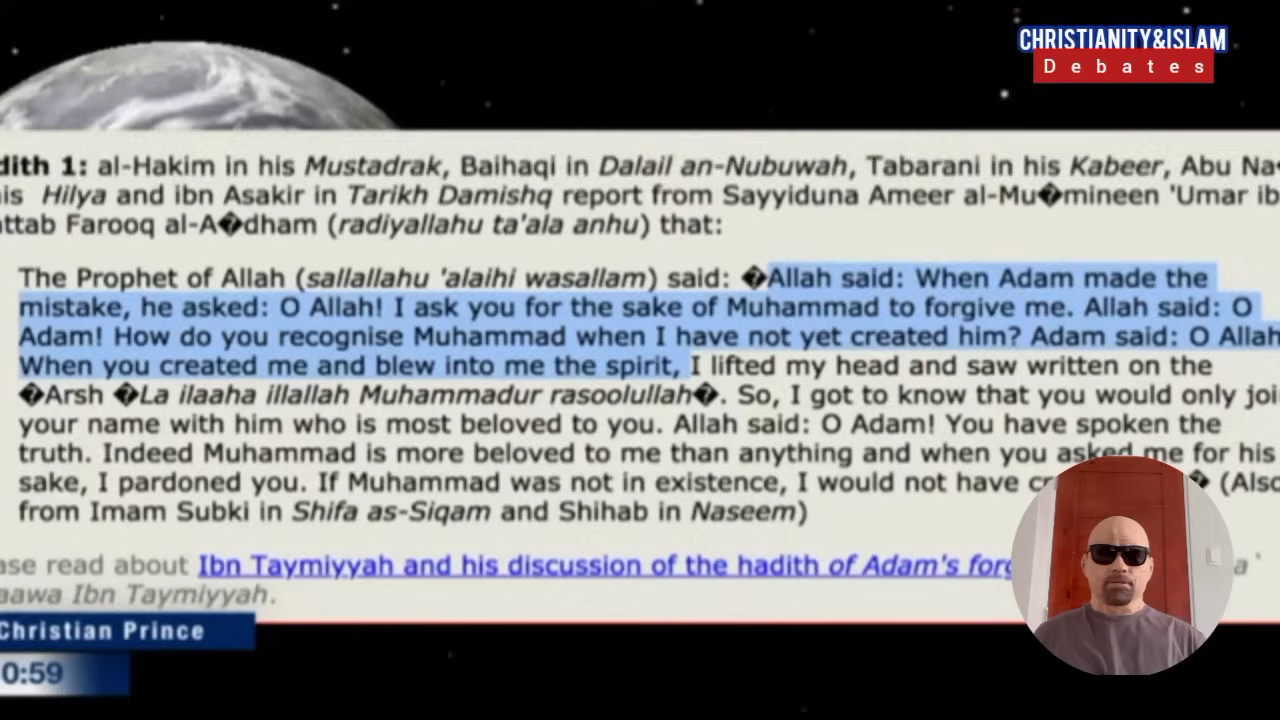 CHRISTIANITY&ISLAM
Debates
dith 1: al-Hakim in his Mustadrak, Baihaqi in Dalail an-Nubuwah, Tabarani in his Kabeer, Abu Na
is Hilya and ibn Asakir in Tarikh Damishq report from Sayyiduna Ameer al-Mu�mineen 'Umar ib
attab Farooq al-A�dham (radiyallahu ta'ala anhu) that:
The Prophet of Allah (sallallahu 'alaihi wasallam) said: �Allah said: When Adam made the
mistake, he asked: O Allah! I ask you for the sake of Muhammad to forgive me. Allah said: O
Adam! How do you recognise Muhammad when I have not yet created him? Adam said: O Allah
When you created me and blew into me the spirit, I lifted my head and saw written on the
�Arsh �La ilaaha illallah Muhammadur rasoolullah�. So, I got to know that you would only joi
your name with him who is most beloved to you. Allah said: O Adam! You have spoken the
truth. Indeed Muhammad is more beloved to me than anything and when you asked me for his
sake, I pardoned you. If Muhammad was not in existence, I would not have cr � (Also
from Imam Subki in Shifa as-Siqam and Shihab in Naseem)
ase read about Ibn Taymiyyah and his discussion of the hadith of Adam's forg a'
aawa Ibn Taymiyyah.
Christian Prince
0:59